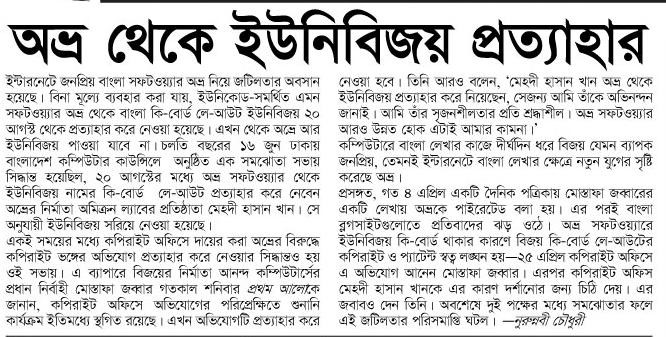 অভ্র থেকে ইউনিবিজয় প্রত্যাহার
ইন্টারনেটে জনপ্রিয় বাংলা সফটওয়্যার অভ্র নিয়ে জটিলতার অবসান
হয়েছে। বিনা মূল্যে ব্যবহার করা যায়, ইউনিকোড-সমর্থিত এমন
সফটওয়্যার অভ্র থেকে বাংলা কি-বোর্ড লে-আউট ইউনিবিজয় ২০
আগস্ট থেকে প্রত্যাহার করে নেওয়া হয়েছে। এখন থেকে অভ্রে আর
ইউনিবিজয় পাওয়া যাবে না। চলতি বছরের ১৬ জুন ঢাকায়
বাংলাদেশ কম্পিউটার কাউন্সিলে অনুষ্ঠিত এক সমঝোতা সভায়
সিদ্ধান্ত হয়েছিল, ২০ আগস্টের মধ্যে অভ্র সফটওয়্যার থেকে
ইউনিবিজয় নামের কি-বোর্ড লে-আউট প্রত্যাহার করে নেবেন
অভ্রের নির্মাতা অমিক্রন ল্যাবের প্রতিষ্ঠাতা মেহদী হাসান খান। সে
অনুযায়ী ইউনিবিজয় সরিয়ে নেওয়া হয়েছে।
একই সময়ের মধ্যে কপিরাইট অফিসে দায়ের করা অভ্রের বিরুদ্ধে
কপিরাইট ভঙ্গের অভিযোগ প্রত্যাহার করে নেওয়ার সিদ্ধান্তও হয়
ওই সভায়। এ ব্যাপারে বিজয়ের নির্মাতা আনন্দ কম্পিউটার্সের
প্রধান নির্বাহী মোস্তাফা জব্বার গতকাল শনিবার প্রথম আলোকে
জানান, কপিরাইট অফিসে অভিযোগের পরিপ্রেক্ষিতে শুনানি
কার্যক্রম ইতিমধ্যে স্থগিত রয়েছে। এখন অভিযোগটি প্রত্যাহার করে
নেওয়া হবে। তিনি আরও বলেন, 'মেহদী হাসান খান অভ্র থেকে
ইউনিবিজয় প্রত্যাহার করে নিয়েছেন, সেজন্য আমি তাঁকে অভিনন্দন
জানাই। আমি তাঁর সৃজনশীলতার প্রতি শ্রদ্ধাশীল। অভ্র সফটওয়্যার
আরও উন্নত হোক এটাই আমার কামনা।'
কম্পিউটারে বাংলা লেখার কাজে দীর্ঘদিন ধরে বিজয় যেমন ব্যাপক
জনপ্রিয়, তেমনই ইন্টারনেটে বাংলা লেখার ক্ষেত্রে নতুন যুগের সৃষ্টি
করেছে অভ্র।
প্রসঙ্গত, গত ৪ এপ্রিল একটি দৈনিক পত্রিকায় মোস্তাফা জব্বারের
একটি লেখায় অভ্রকে পাইরেটেড বলা হয়। এর পরই বাংলা
ব্লগসাইটগুলোতে প্রতিবাদের ঝড় ওঠে। অভ্র সফটওয়্যারে
ইউনিবিজয় কি-বোর্ড থাকার কারণে বিজয় কি-বোর্ড লে-আউটের
কপিরাইট ও প্যাটেন্ট স্বত্ব লঙ্ঘন হয়—২৫ এপ্রিল কপিরাইট অফিসে
এ অভিযোগ আনেন মোস্তাফা জব্বার। এরপর কপিরাইট অফিস
মেহদী হাসান খানকে এর কারণ দর্শানোর জন্য চিঠি দেয়। এর
জবাবও দেন তিনি। অবশেষে দুই পক্ষের মধ্যে সমঝোতার ফলে
এই জটিলতার পরিসমাপ্তি ঘটল। —নুরুন্নবী চৌধুরী